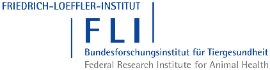 FRIEDRICH-LOEFFLER-INSTITUT
FLI
Bundesforschungsinstitut für Tiergesundheit
Federal Research Institute for Animal Health